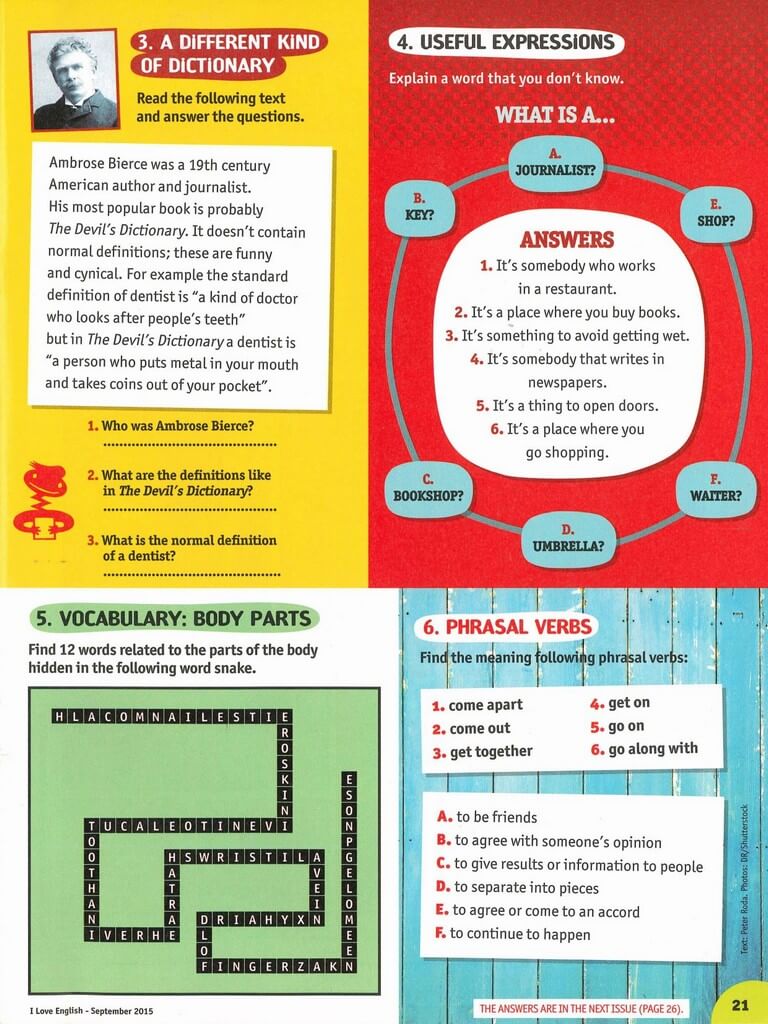 3. A DiFFERENT KiND
OF DiCTiONARY
Read the following text
and answer the questions.
Ambrose Bierce was a 19th century
American author and journalist.
His most popular book is probably
The Devil's Dictionary. It doesn't contain
normal definitions; these are funny
and cynical. For example the standard
definition of dentist is "a kind of doctor
who looks after people's teeth"
but in The Devil's Dictionary a dentist is
"a person who puts metal in your mouth
and takes coins out of your pocket".
1. Who was Ambrose Bierce?
2. What are the definitions like
in The Devil's Dictionary?
3. What is the normal definition
of a dentist?
4. USEFUL EXPRESSiONS
Explain a word that you don't know.
WHAT IS A...
A.
JOURNALIST?
B.
KEY?
E.
SHOP?
ANSWERS
1. It's somebody who works
in a restaurant.
2. It's a place where you buy books.
3. It's something to avoid getting wet.
4. It's somebody that writes in
newspapers.
5. It's a thing to open doors.
6. It's a place where you
go shopping.
C.
BOOKSHOP?
F.
WAITER?
D.
UMBRELLA?
5. VOCABULARY: BODY PARTS
Find 12 words related to the parts of the body
hidden in the following word snake.
HLACOMNAILESTIE
ROSKINI
TUCALEOTINEVI
OOTHAN
IVERHE
HATRA
SWRISTILA
VEI
DRIAHYXN
LO
FINGERZAKN
EEMOLEGPNOSE
6. PHRASAL VERBS
Find the meaning following phrasal verbs:
1. come apart
2. come out
3. get together
4. get on
5. go on
6. go along with
A. to be friends
B. to agree with someone's opinion
C. to give results or information to people
D. to separate into pieces
E. to agree or come to an accord
F. to continue to happen
Text: Peter Roda. Photos: DR/Shutterstock
I Love English - September 2015
THE ANSWERS ARE IN THE NEXT ISSUE (PAGE 26).
21